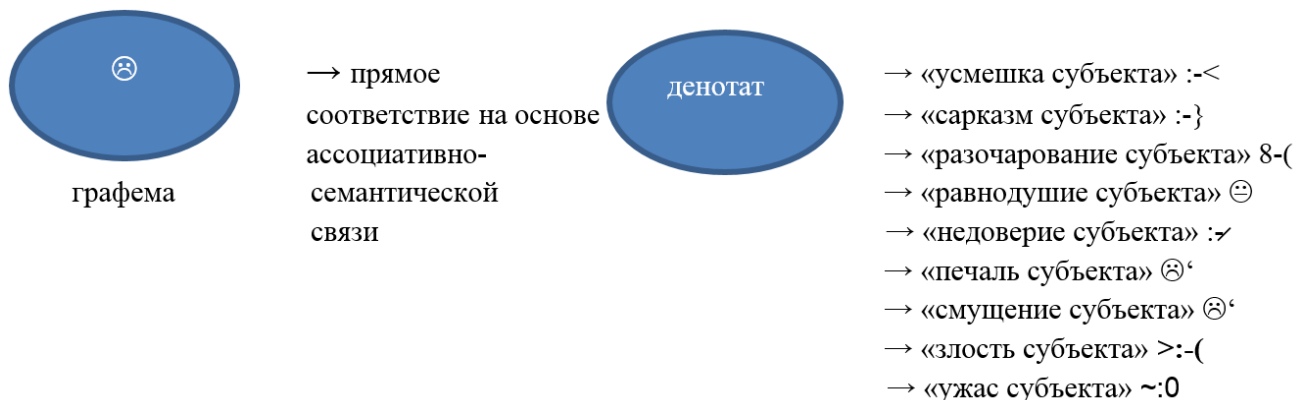 ☹
графема
→ прямое
соответствие на основе
ассоциативно-
семантической
связи
денотат
→ «усмешка субъекта» :-<
→ «сарказм субъекта» :-}
→ «разочарование субъекта» 8-(
→ «равнодушие субъекта» 😐
→ «недоверие субъекта» :-/
→ «печаль субъекта» ☹‘
→ «смущение субъекта» ☹‘
→ «злость субъекта» >:-(
→ «ужас субъекта» ~:0